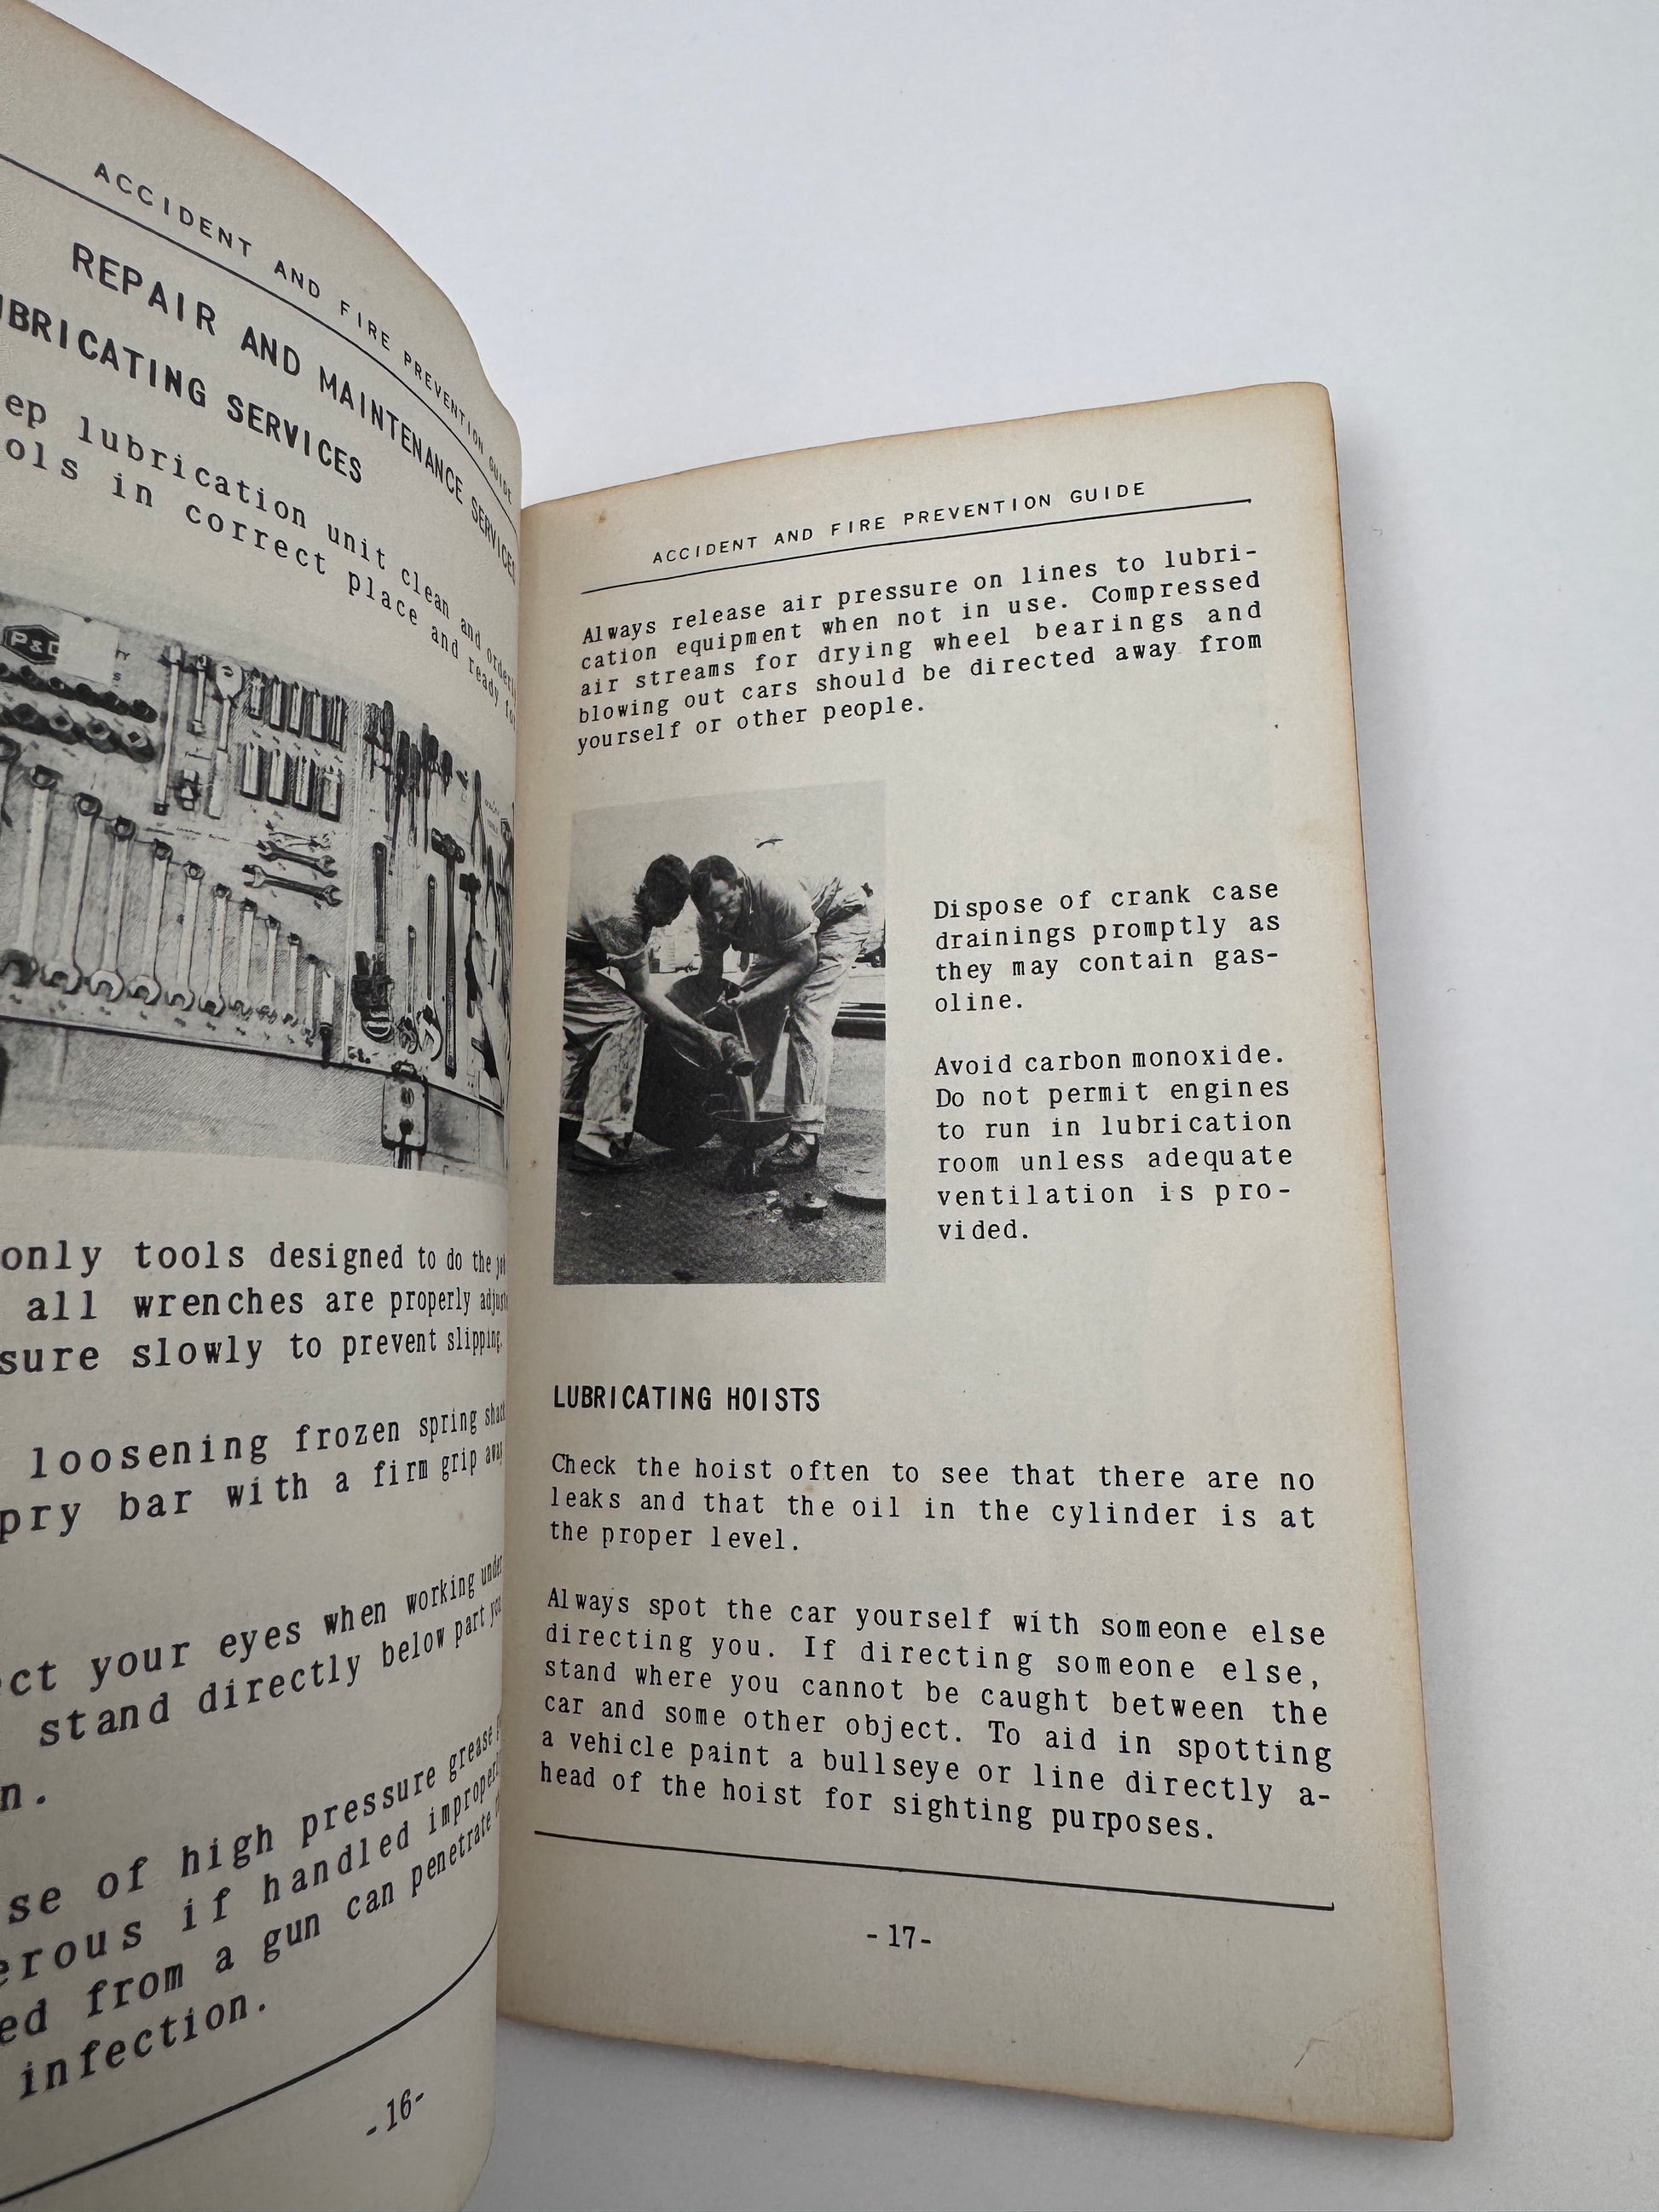 ACCIDENT AND FIRE PREVENTION GUIDE
REPAIR AND MAINTENANCE SERVICES
LUBRICATING SERVICES
lubrication unit clean and
in correct place and ready
P&C
only tools designed to do the
all wrenches are properly
slowly to prevent slipping.
loosening frozen spring
pry bar with a firm grip
your eyes when working
stand directly below part
of high pressure grease
if handled
from a gun can penetrate
infection.
-16-
ACCIDENT AND FIRE PREVENTION GUIDE
Always release air pressure on lines to lubri-
cation equipment when not in use. Compressed
air streams for drying wheel bearings and
blowing out cars should be directed away from
yourself or other people.
Dispose of crank case
drainings promptly as
they may contain gas-
oline.
Avoid carbon monoxide.
Do not permit engines
to run in lubrication
room unless adequate
ventilation is pro-
vided.
LUBRICATING HOISTS
Check the hoist often to see that there are no
leaks and that the oil in the cylinder is at
the proper level.
Always spot the car yourself with someone else
directing you. If directing someone else,
stand where you cannot be caught between the
car and some other object. To aid in spotting
a vehicle paint a bullseye or line directly a-
head of the hoist for sighting purposes.
-17-